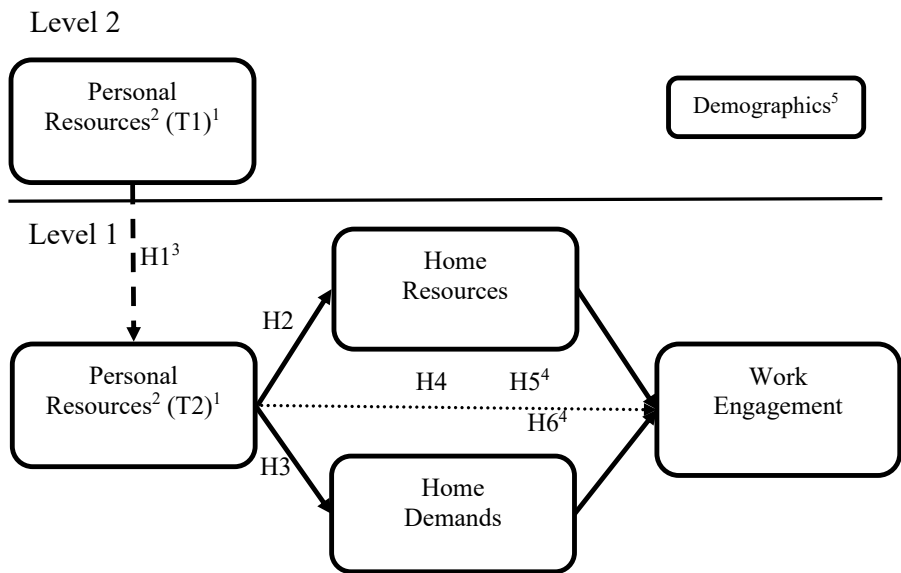 Level 2
Personal
Resources² (T1)¹
Demographics⁵
Level 1
H1³
Home
Resources
H2
Personal
Resources² (T2)¹
H4
H5⁴
H6⁴
Work
Engagement
H3
Home
Demands